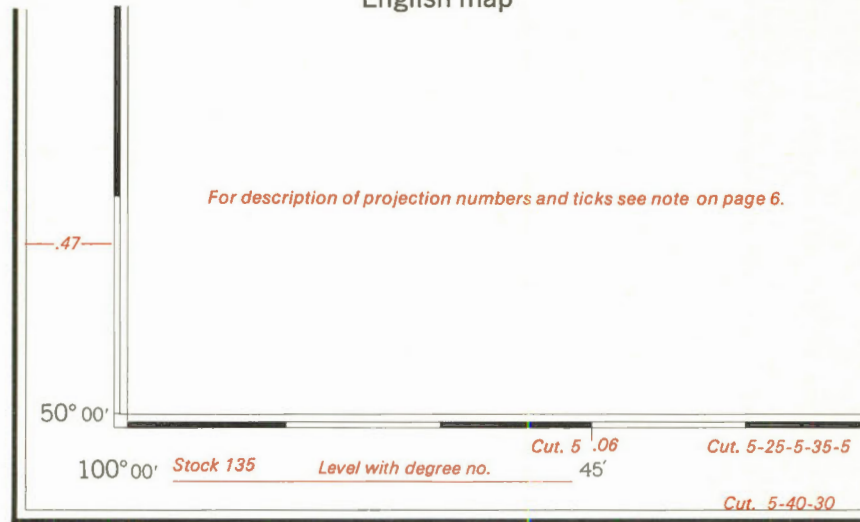 English map
For description of projection numbers and ticks see note on page 6.
.47
50° 00'
Cut. 5 .06 Cut. 5-25-5-35-5
100° 00' Stock 135 Level with degree no. 45'
Cut. 5-40-30